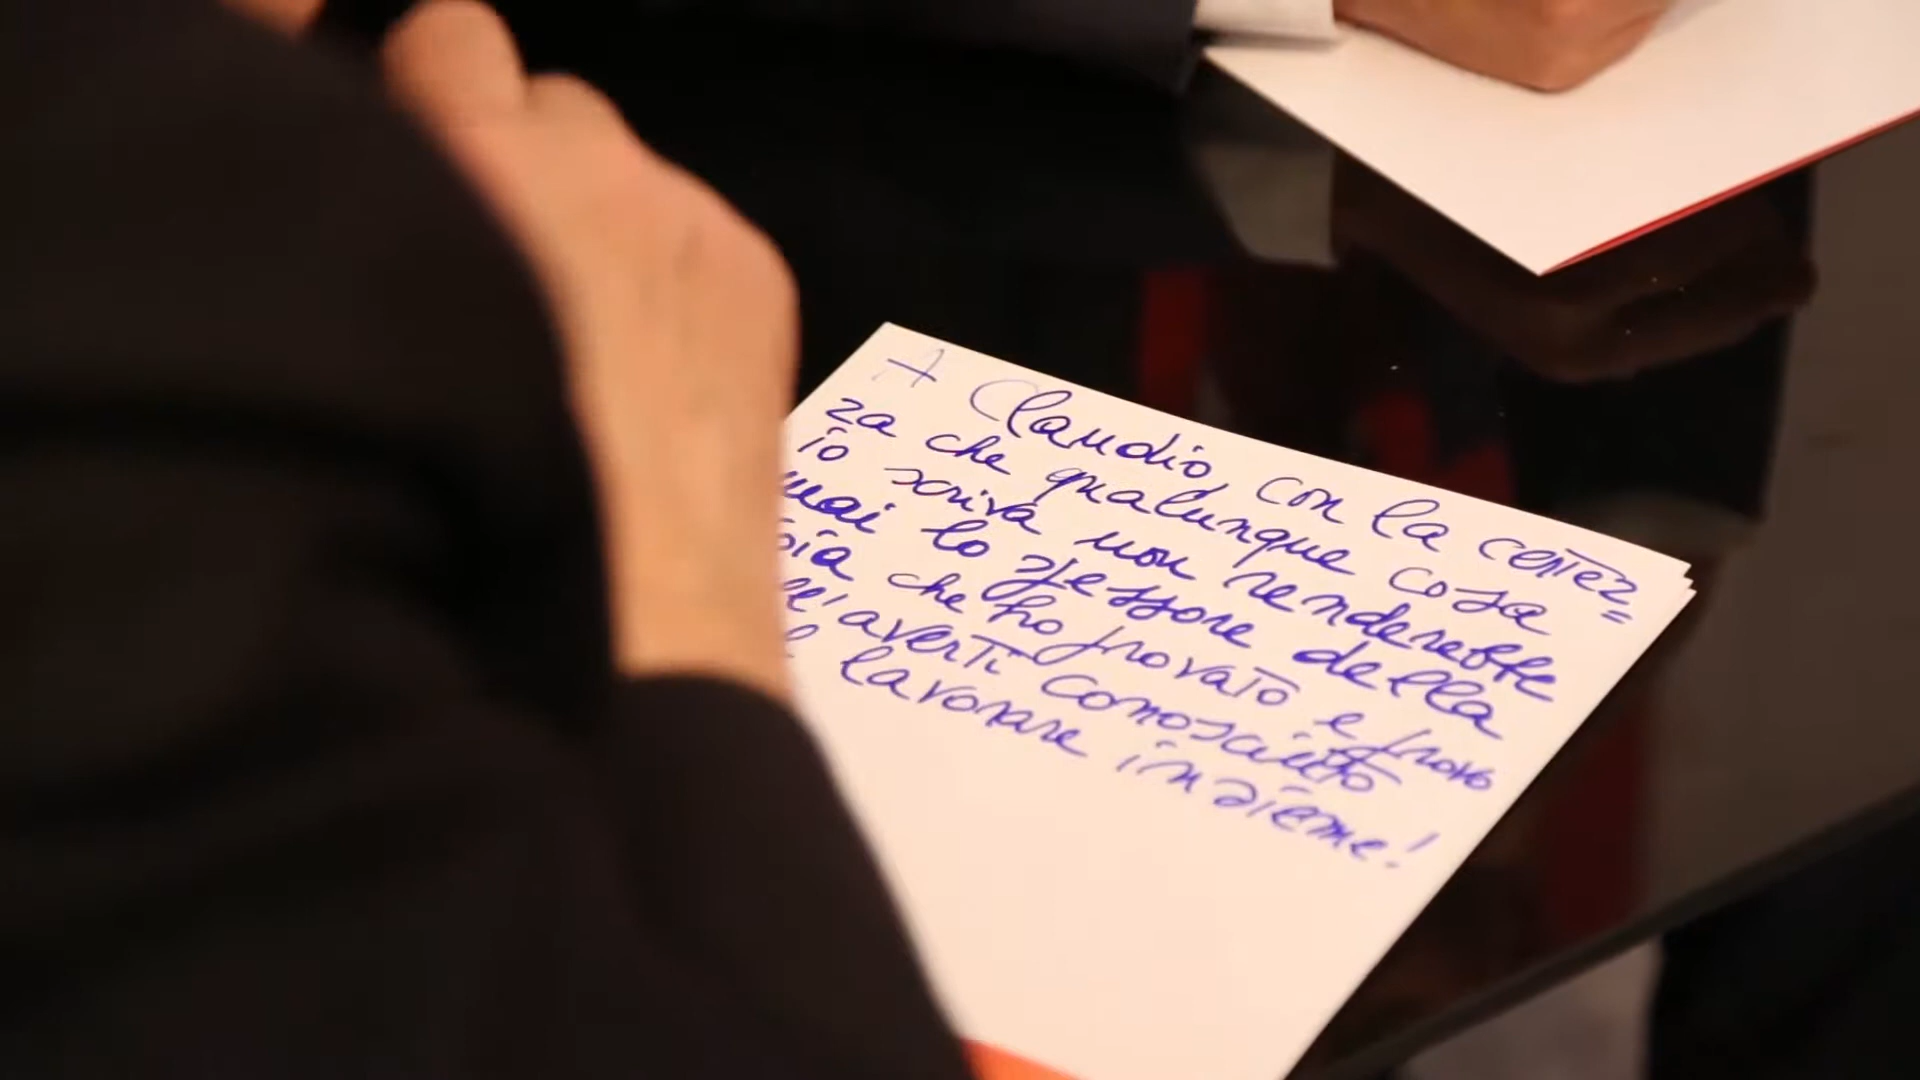 A Claudio, con la certez=
za che qualunque cosa
io scriva non renderebbe
mai lo spessore della
che ho provato e provo
averti conosciuto
lavorare insieme!